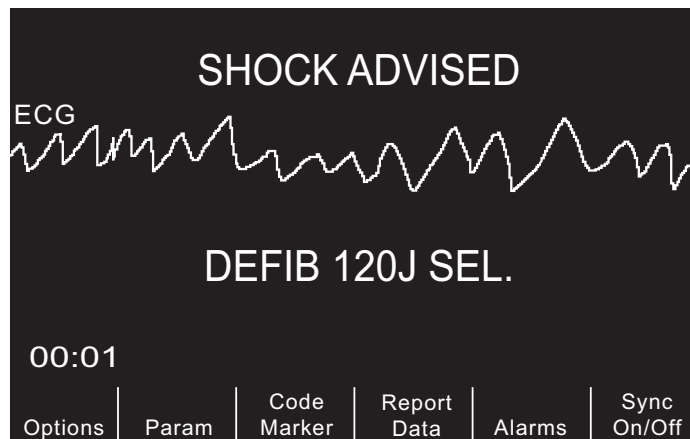 SHOCK ADVISED
ECG
DEFIB 120J SEL.
00:01
Options Param Code Marker Report Data Alarms Sync On/Off